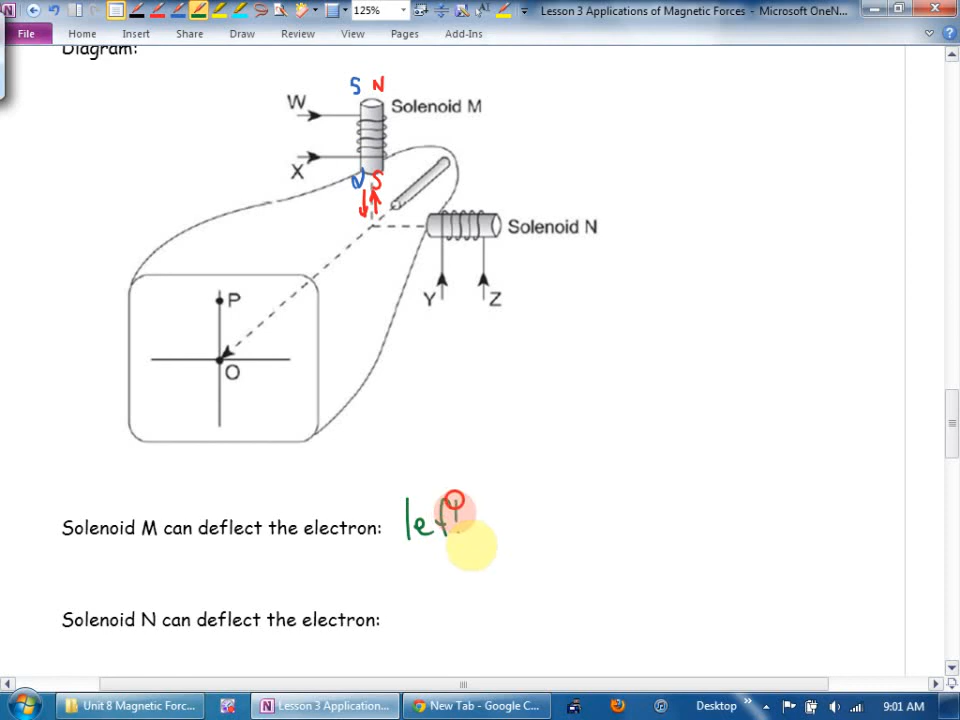 125%
Lesson 3 Applications of Magnetic Forces - Microsoft OneN...
File Home Insert Share Draw Review View Pages Add-Ins
Diagram:
S N
W
Solenoid M
X
N S
Solenoid N
Y Z
P
O
Solenoid M can deflect the electron: left
Solenoid N can deflect the electron:
Unit 8 Magnetic Forc...
Lesson 3 Applications...
New Tab - Google C...
Desktop
9:01 AM